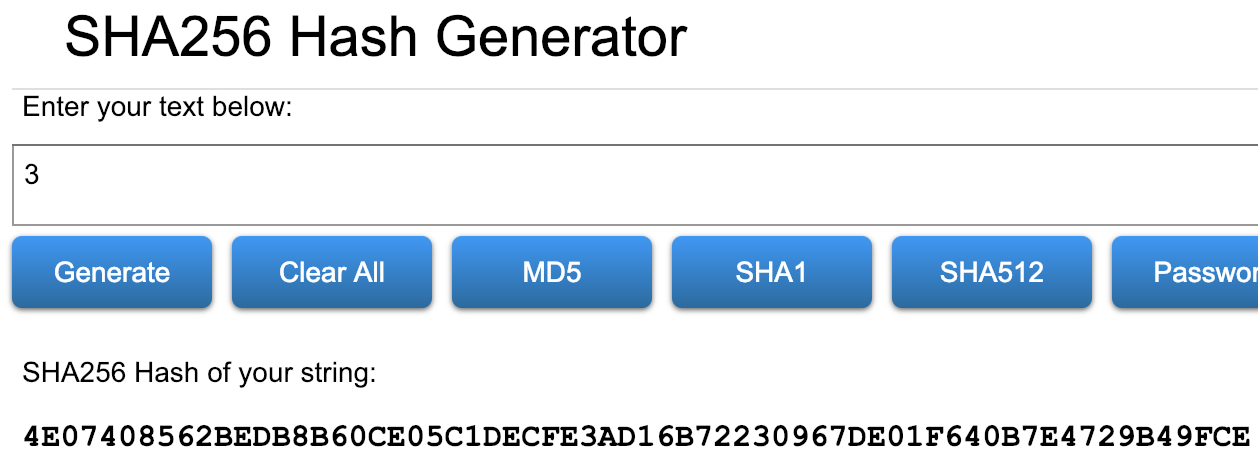 SHA256 Hash Generator
Enter your text below:
3
Generate Clear All MD5 SHA1 SHA512
SHA256 Hash of your string:
4E07408562BEDB8B60CE05C1DECFE3AD16B72230967DE01F640B7E4729B49FCE